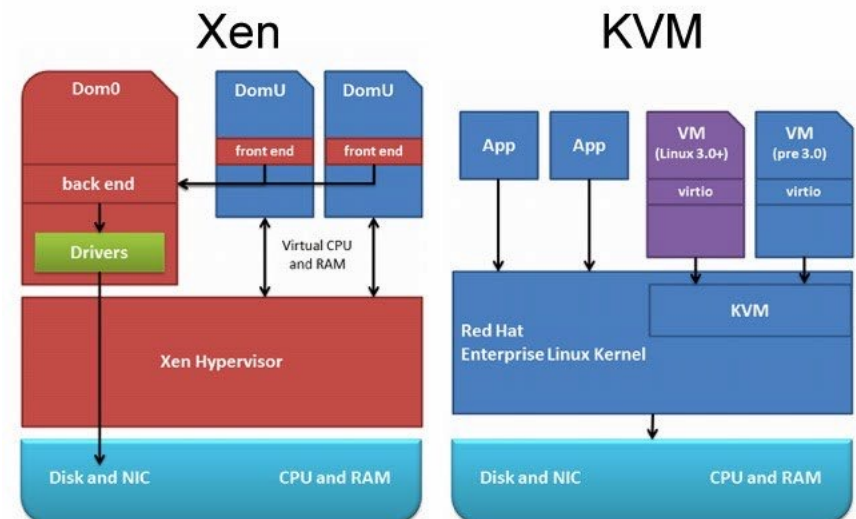 Xen
Dom0
DomU
DomU
front end
front end
back end
Drivers
Virtual CPU
and RAM
Xen Hypervisor
Disk and NIC
CPU and RAM
KVM
App
App
VM
(Linux 3.0+)
virtio
VM
(pre 3.0)
virtio
KVM
Red Hat
Enterprise Linux Kernel
Disk and NIC
CPU and RAM